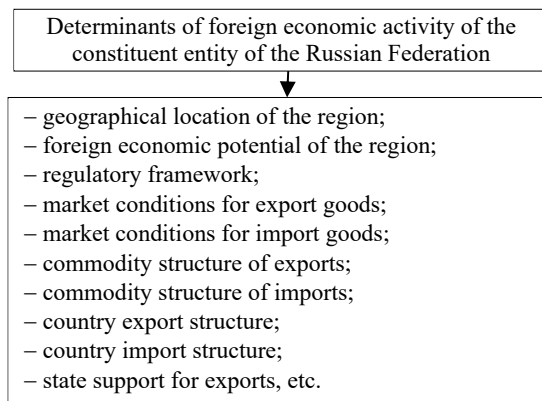 Determinants of foreign economic activity of the
constituent entity of the Russian Federation
– geographical location of the region;
– foreign economic potential of the region;
– regulatory framework;
– market conditions for export goods;
– market conditions for import goods;
– commodity structure of exports;
– commodity structure of imports;
– country export structure;
– country import structure;
– state support for exports, etc.